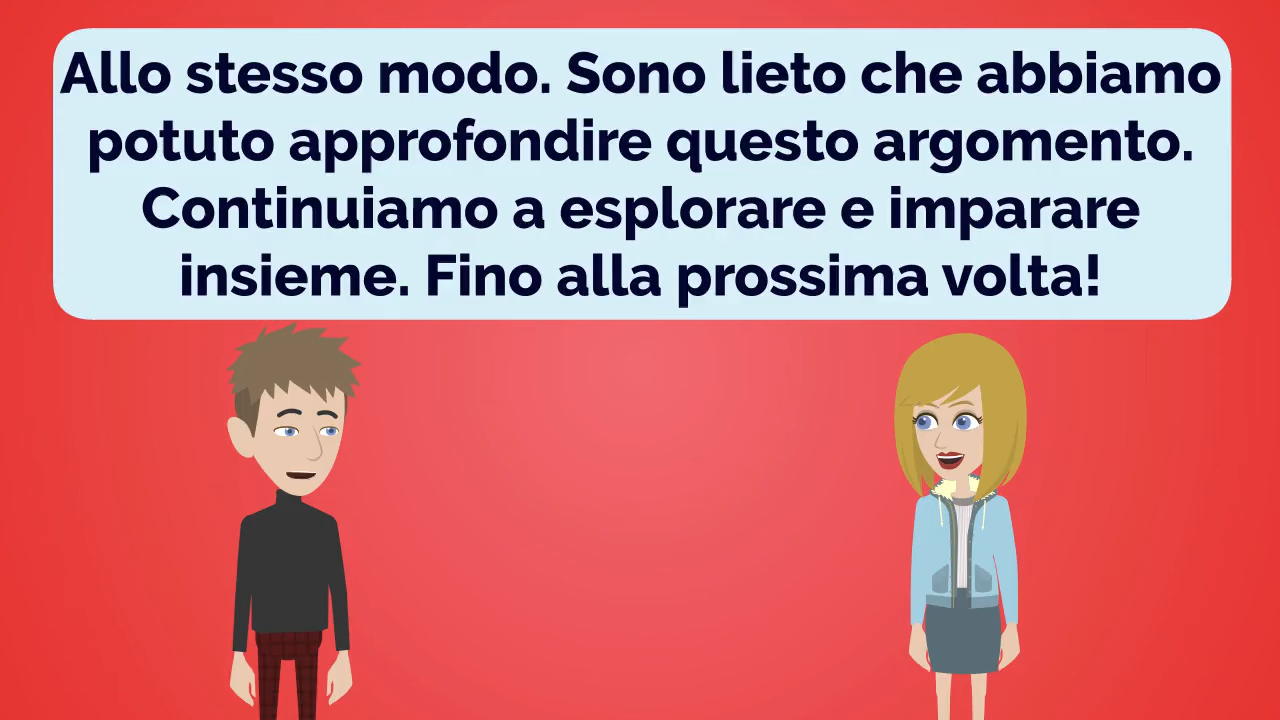 Allo stesso modo. Sono lieto che abbiamo
potuto approfondire questo argomento.
Continuiamo a esplorare e imparare
insieme. Fino alla prossima volta!